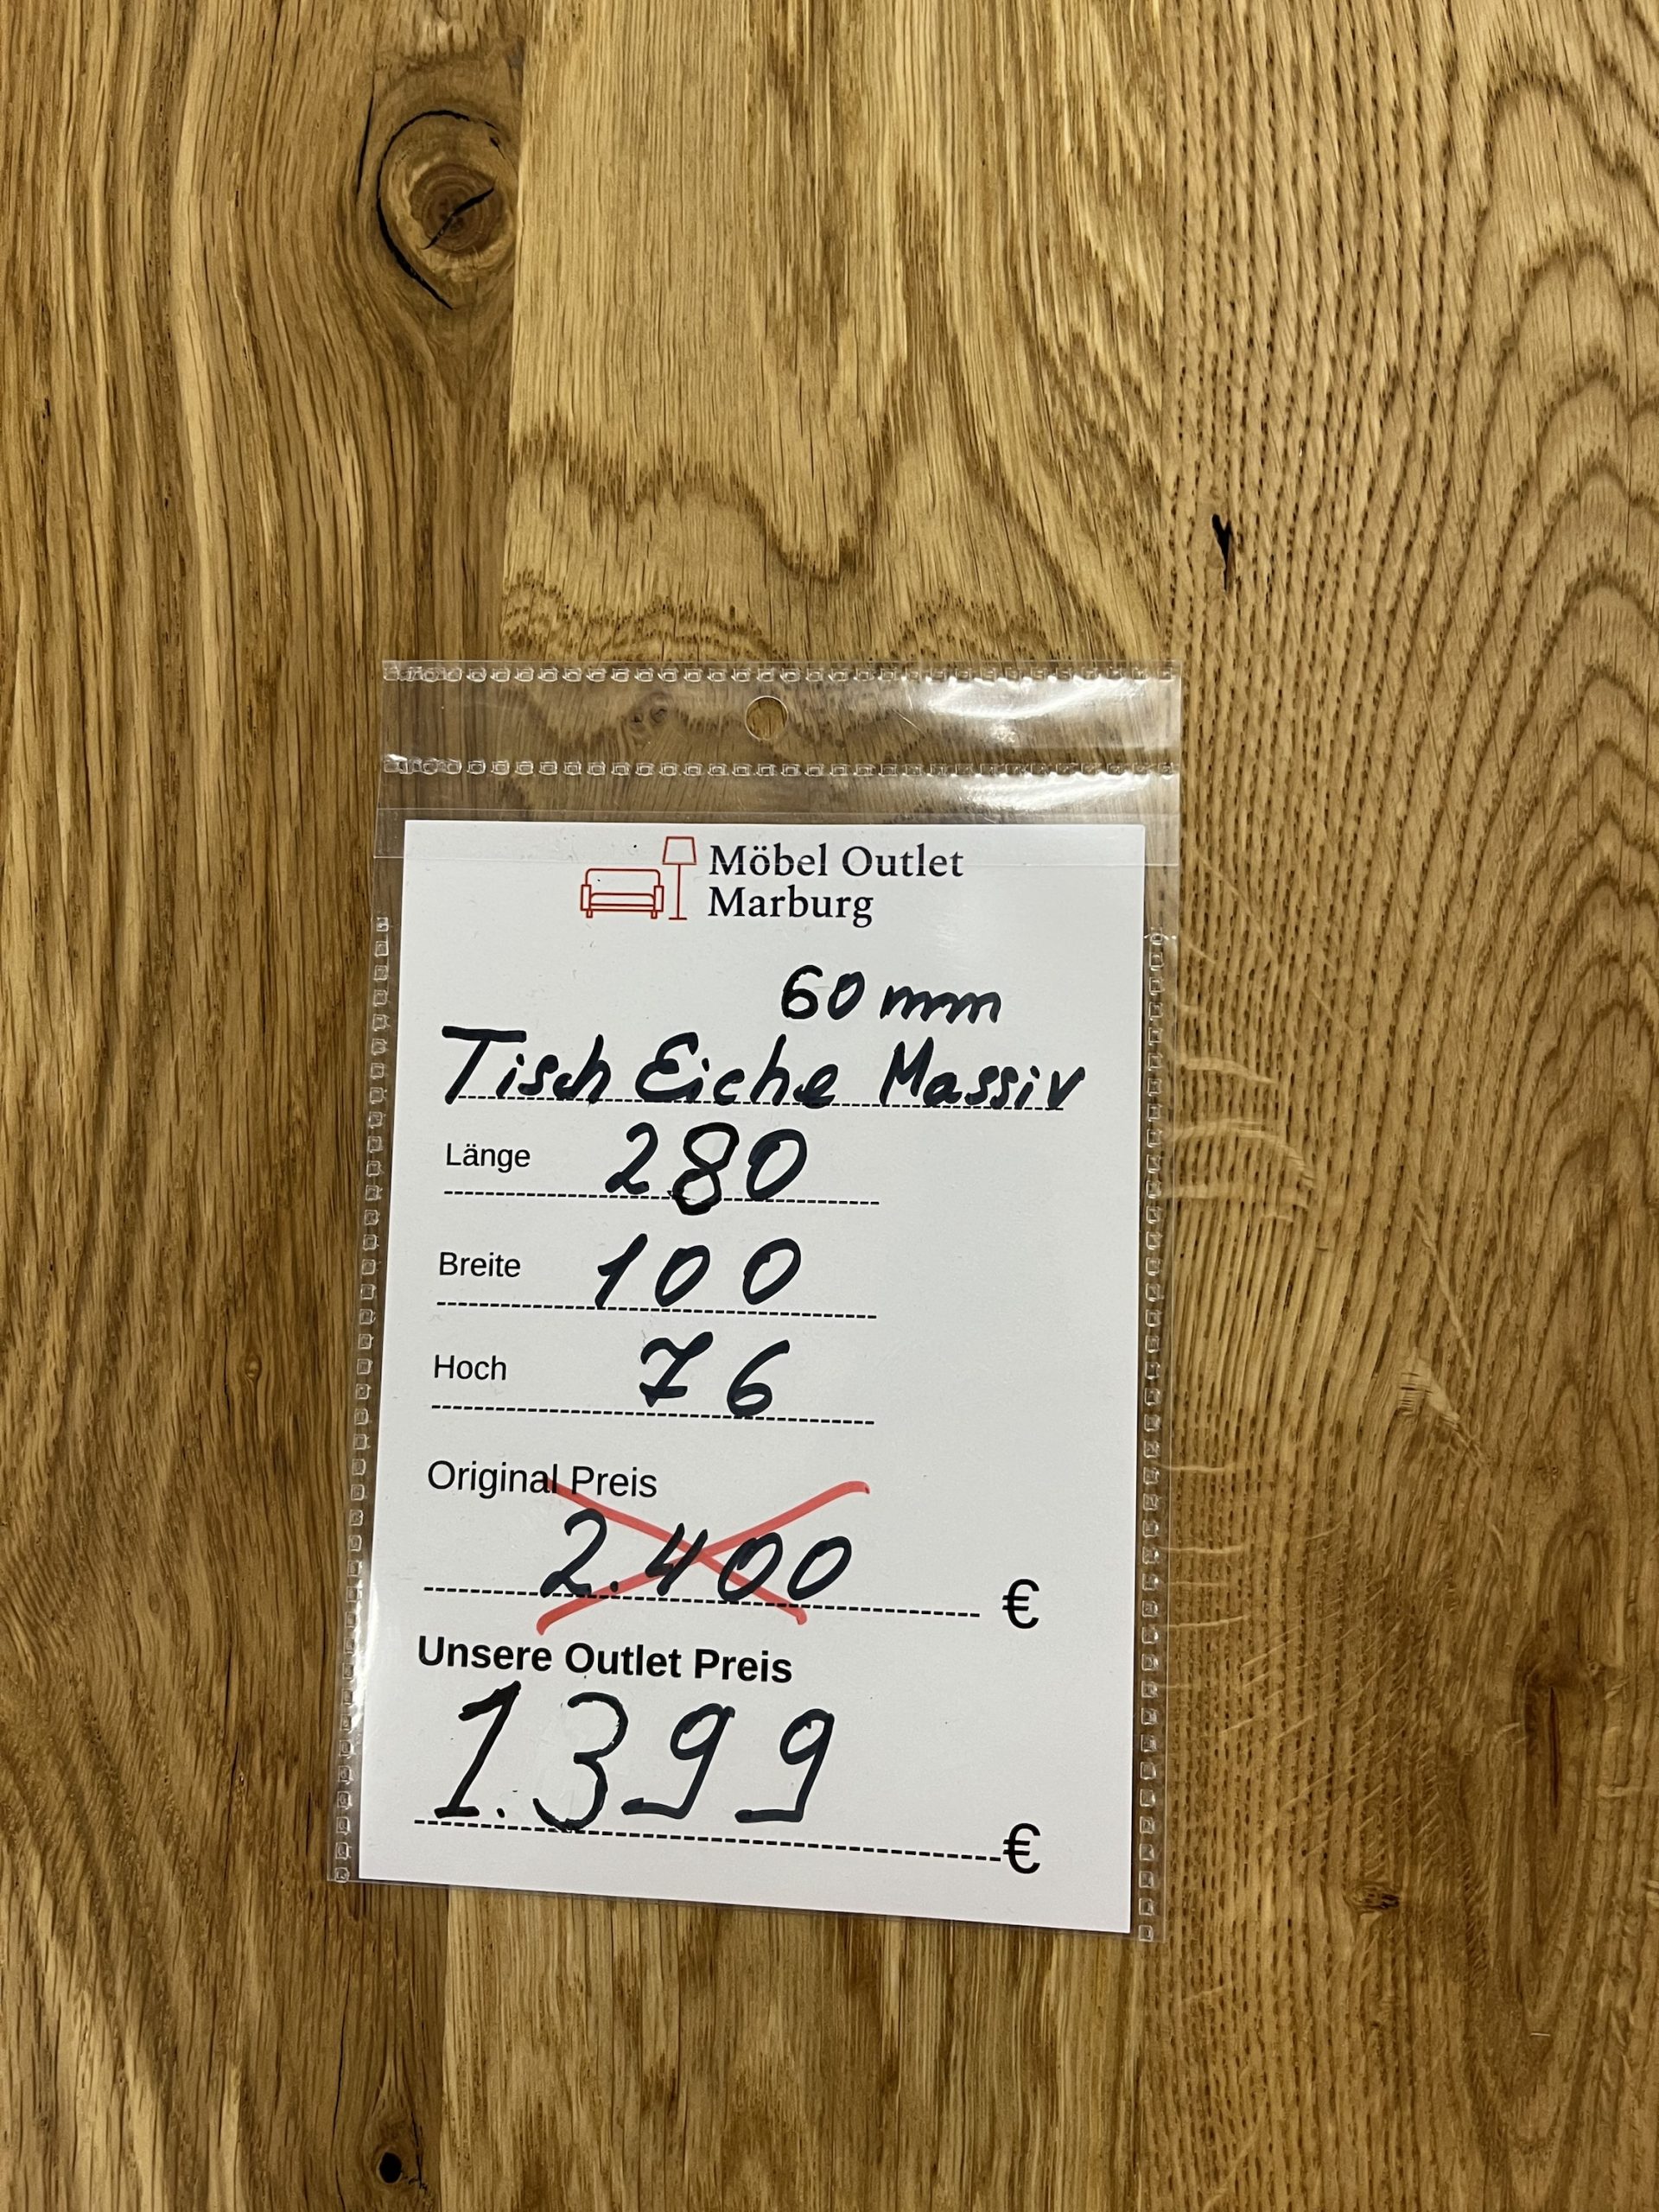 Möbel Outlet
Marburg
60 mm
Tisch Eiche Massiv
Länge 280
Breite 100
Hoch 76
Original Preis
2.400 €
Unsere Outlet Preis
1.399 €